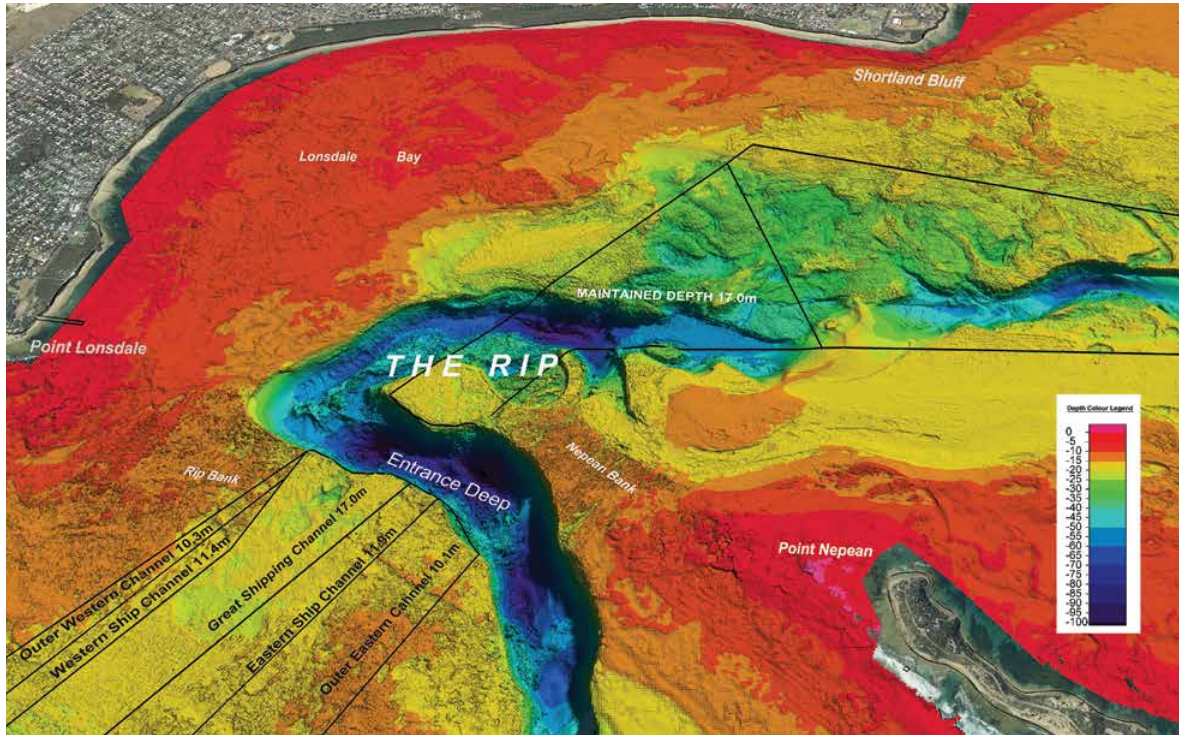 Shortland Bluff
Lonsdale Bay
MAINTAINED DEPTH 17.0m
Point Lonsdale
THE RIP
Rip Bank
Entrance Deep
Nepean Bank
Outer Western Channel 10.3m
Western Ship Channel 11.4m
Great Shipping Channel 17.0m
Eastern Ship Channel 11.9m
Outer Eastern Cahnnel 10.1m
Point Nepean
Depth Colour Legend
0
-5
-10
-15
-20
-25
-30
-35
-40
-45
-50
-55
-60
-65
-70
-75
-80
-85
-90
-95
-100